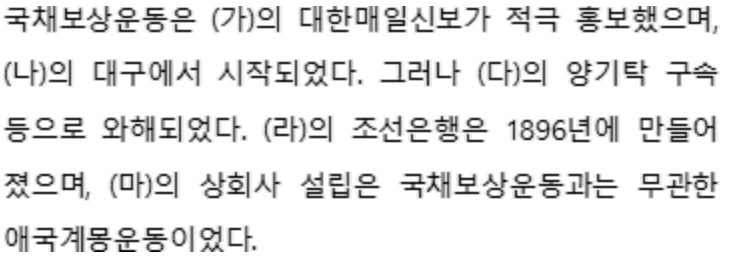 국채보상운동은 (가)의 대한매일신보가 적극 홍보했으며,
(나)의 대구에서 시작되었다. 그러나 (다)의 양기탁 구속
등으로 와해되었다. (라)의 조선은행은 1896년에 만들어
졌으며, (마)의 상회사 설립은 국채보상운동과는 무관한
애국계몽운동이었다.